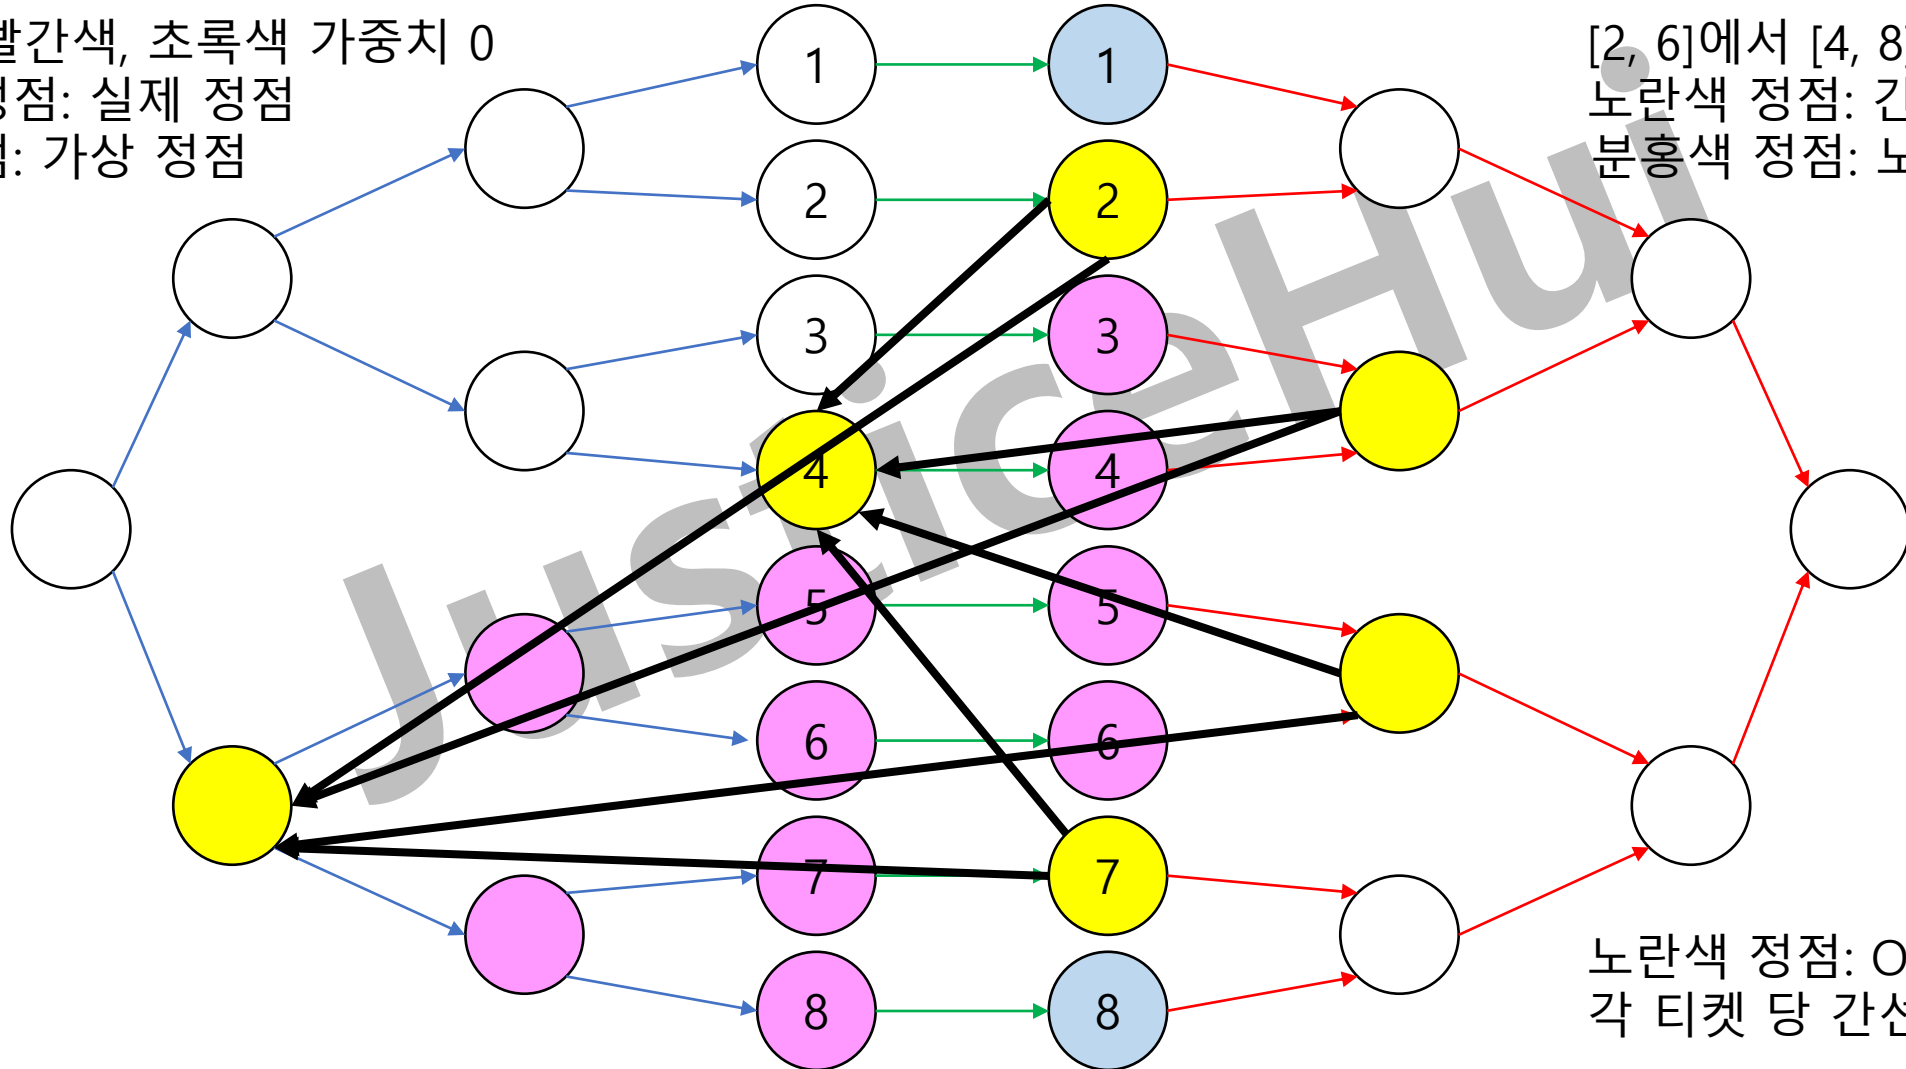 빨간색, 초록색 가중치 0
정점: 실제 정점
점: 가상 정점
[2, 6]에서 [4, 8]
노란색 정점: 간
분홍색 정점: 노
1 1
2 2
3 3
4 4
5 5
6 6
7 7
8 8
노란색 정점: O
각 티켓 당 간선
JusticeHui